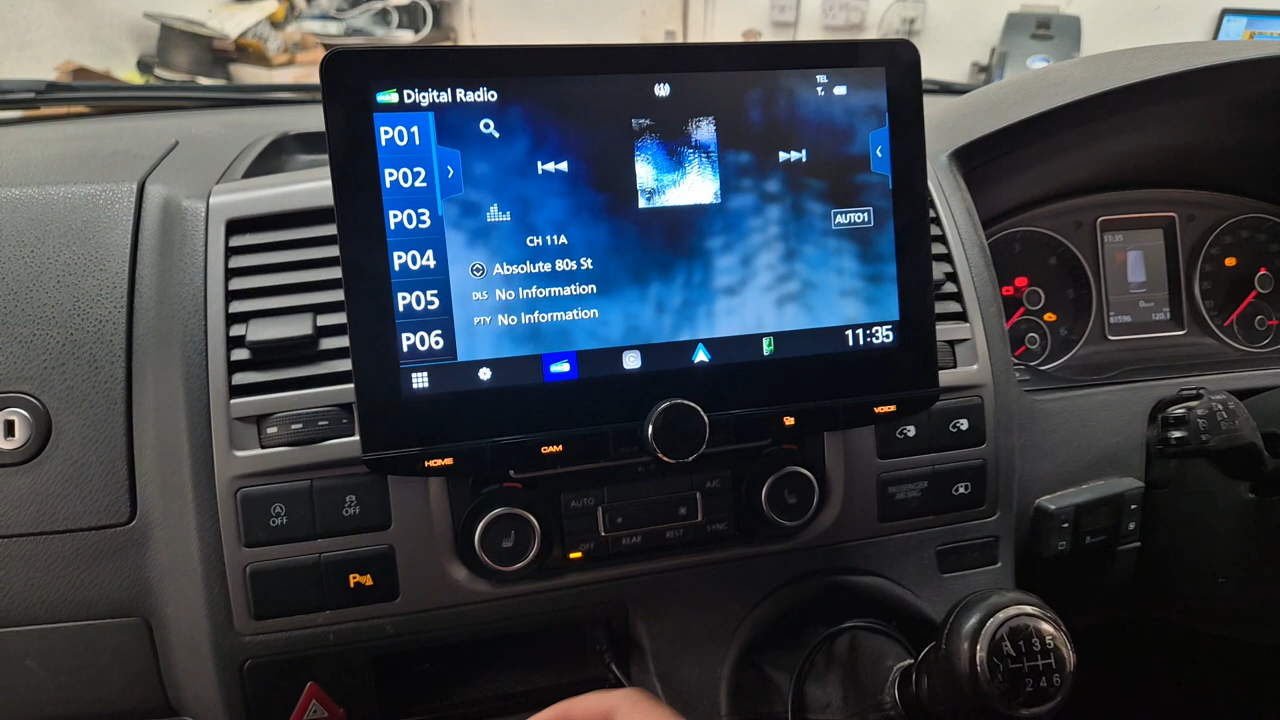 Digital Radio
TEL
P01
P02
P03
P04
P05
P06
AUTO1
CH 11A
Absolute 80s St
DLS No Information
PTY No Information
11:35
HOME
CAM
VOICE
11:35
A/C
AUTO
OFF
REAR
REST
SYNC
OFF
OFF
PASSENGER
AIR BAG
P
R 1 3 5
2 4 6